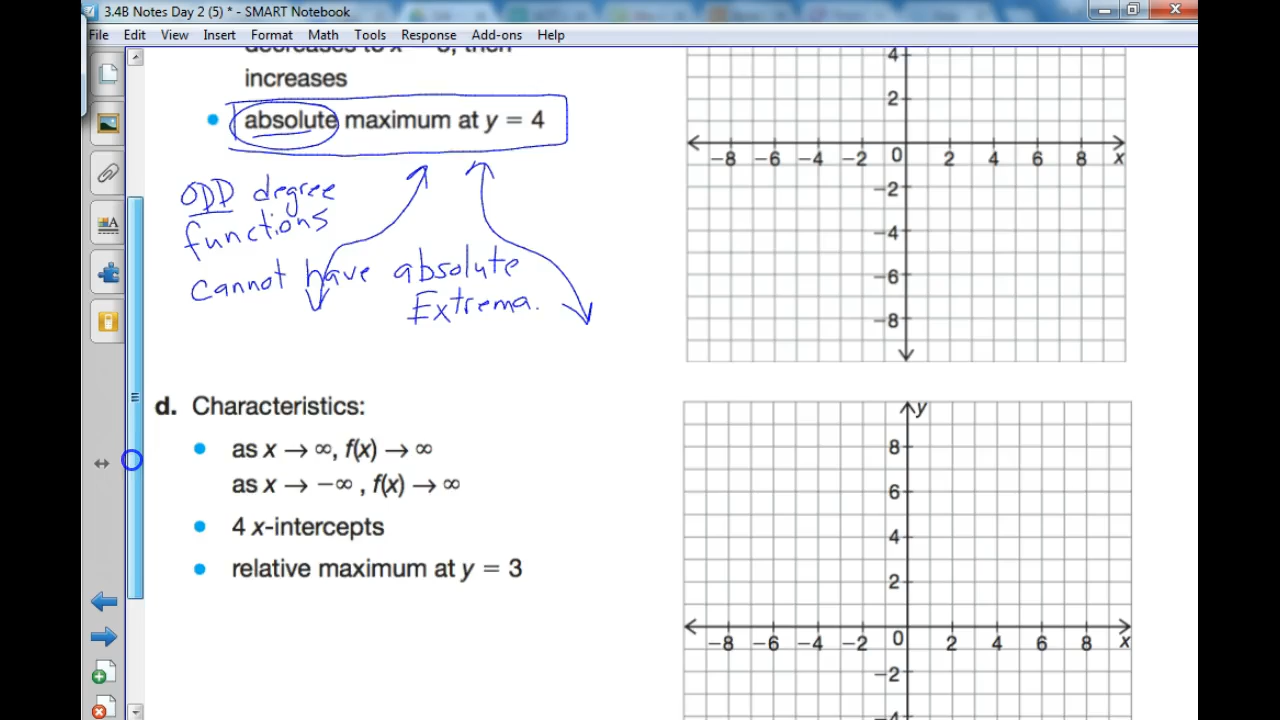 3.4B Notes Day 2 (5) * - SMART Notebook
File Edit View Insert Format Math Tools Response Window Add-ons Help
increases
• absolute maximum at y = 4
ODD degree
functions
cannot have absolute
Extrema.
4
2
−8 −6 −4 −2 0 2 4 6 8 x
−2
−4
−6
−8
d. Characteristics:
• as x → ∞, f(x) → ∞
as x → −∞ , f(x) → ∞
• 4 x-intercepts
• relative maximum at y = 3
y
8
6
4
2
−8 −6 −4 −2 0 2 4 6 8 x
−2